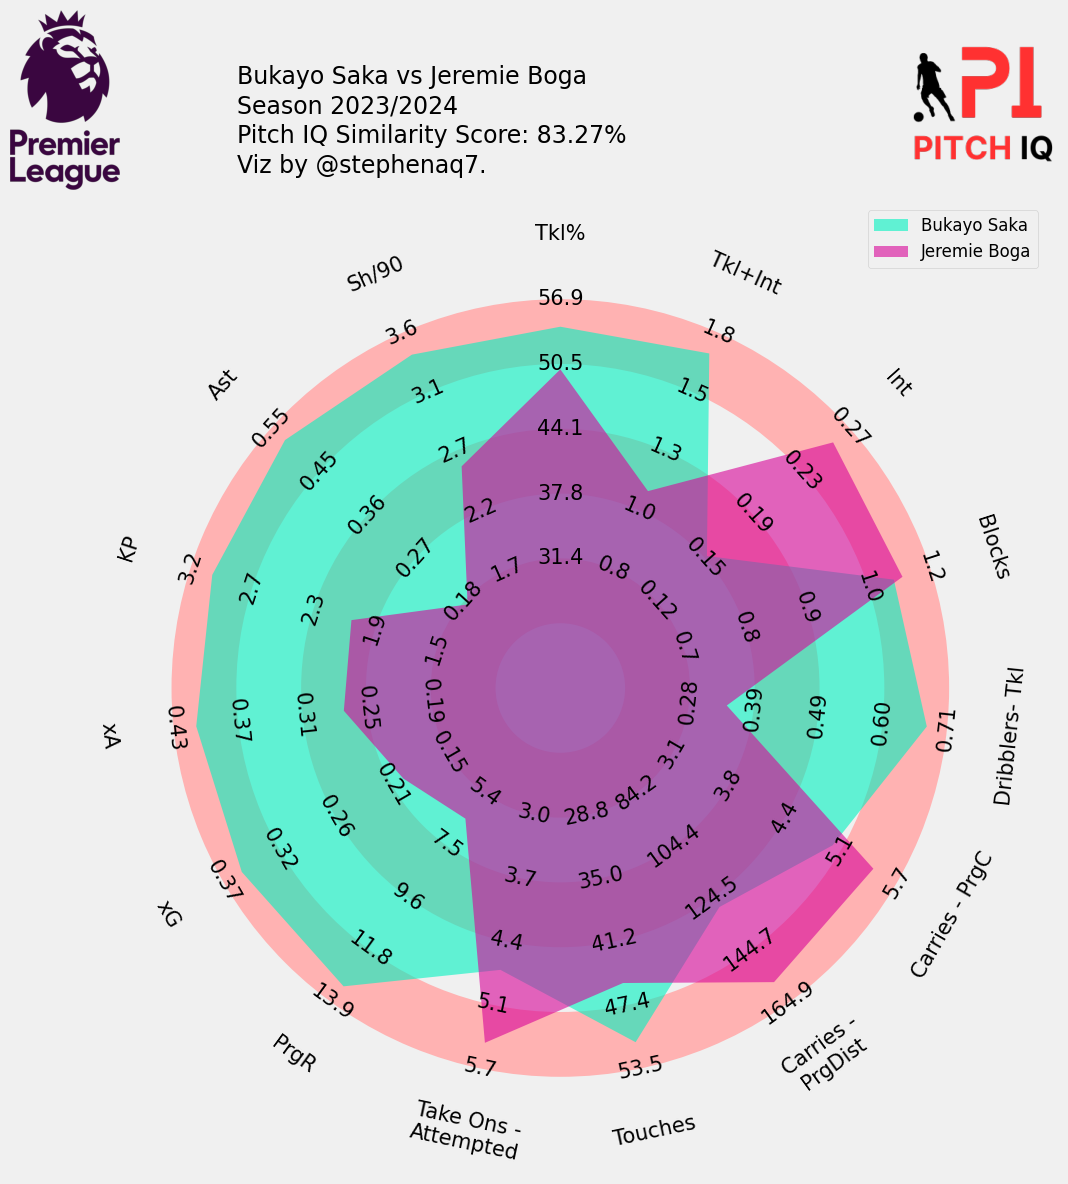 Bukayo Saka vs Jeremie Boga
Season 2023/2024
Pitch IQ Similarity Score: 83.27%
Viz by @stephenaq7.
Premier
League
PI
PITCH IQ
Bukayo Saka
Jeremie Boga
Tkl%
31.4
37.8
44.1
50.5
56.9
Tkl+Int
0.8
1.0
1.3
1.5
1.8
Int
0.12
0.15
0.19
0.23
0.27
Blocks
0.7
0.8
0.9
1.0
1.2
Dribblers- Tkl
0.28
0.39
0.49
0.60
0.71
Carries - PrgC
3.1
3.8
4.4
5.1
5.7
Carries -
PrgDist
84.2
104.4
124.5
144.7
164.9
Touches
28.8
35.0
41.2
47.4
53.5
Take Ons -
Attempted
3.0
3.7
4.4
5.1
5.7
PrgR
5.4
7.5
9.6
11.8
13.9
xG
0.15
0.21
0.26
0.32
0.37
xA
0.19
0.25
0.31
0.37
0.43
KP
1.5
1.9
2.3
2.7
3.2
Ast
0.18
0.27
0.36
0.45
0.55
Sh/90
1.7
2.2
2.7
3.1
3.6